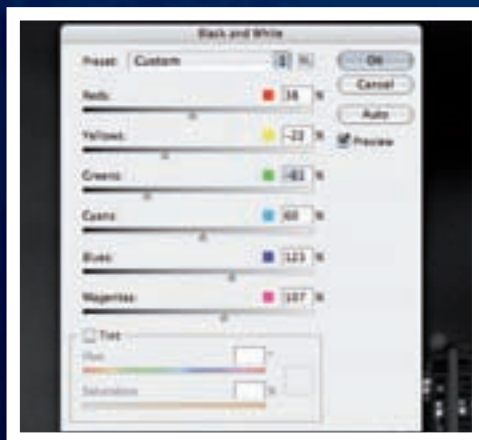 Black and White
Preset: Custom
OK
Cancel
Auto
Preview
Reds: %
Yellows: %
Greens: %
Cyans: 60 %
Blues: 123 %
Magentas: 107 %
Tint
Hue °
Saturation %